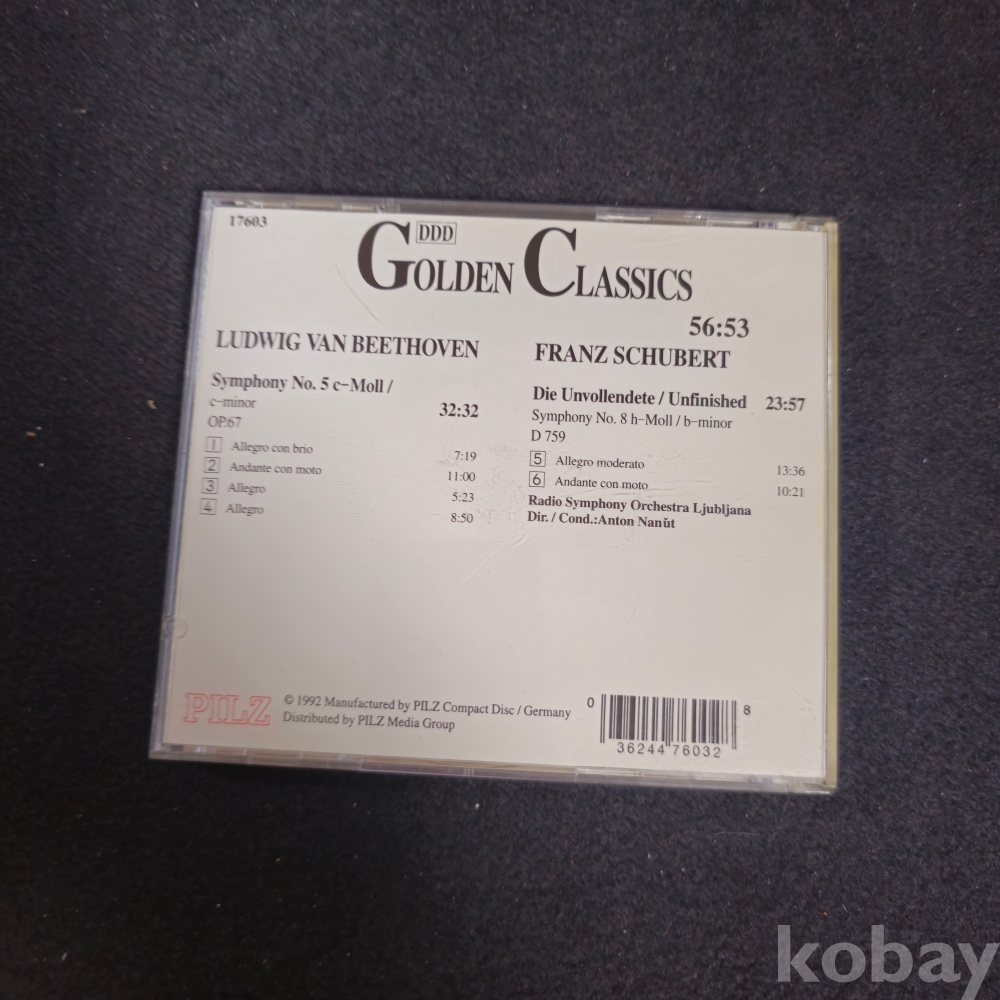 17603
DDD
GOLDEN CLASSICS
56:53
LUDWIG VAN BEETHOVEN
Symphony No. 5 c-Moll /
c-minor
32:32
OP.67
1 Allegro con brio 7:19
2 Andante con moto 11:00
3 Allegro 5:23
4 Allegro 8:50
FRANZ SCHUBERT
Die Unvollendete / Unfinished 23:57
Symphony No. 8 h-Moll / b-minor
D 759
5 Allegro moderato 13:36
6 Andante con moto 10:21
Radio Symphony Orchestra Ljubljana
Dir. / Cond.:Anton Nanŭt
PILZ
© 1992 Manufactured by PILZ Compact Disc / Germany
Distributed by PILZ Media Group
0 36244 76032 8
kobay